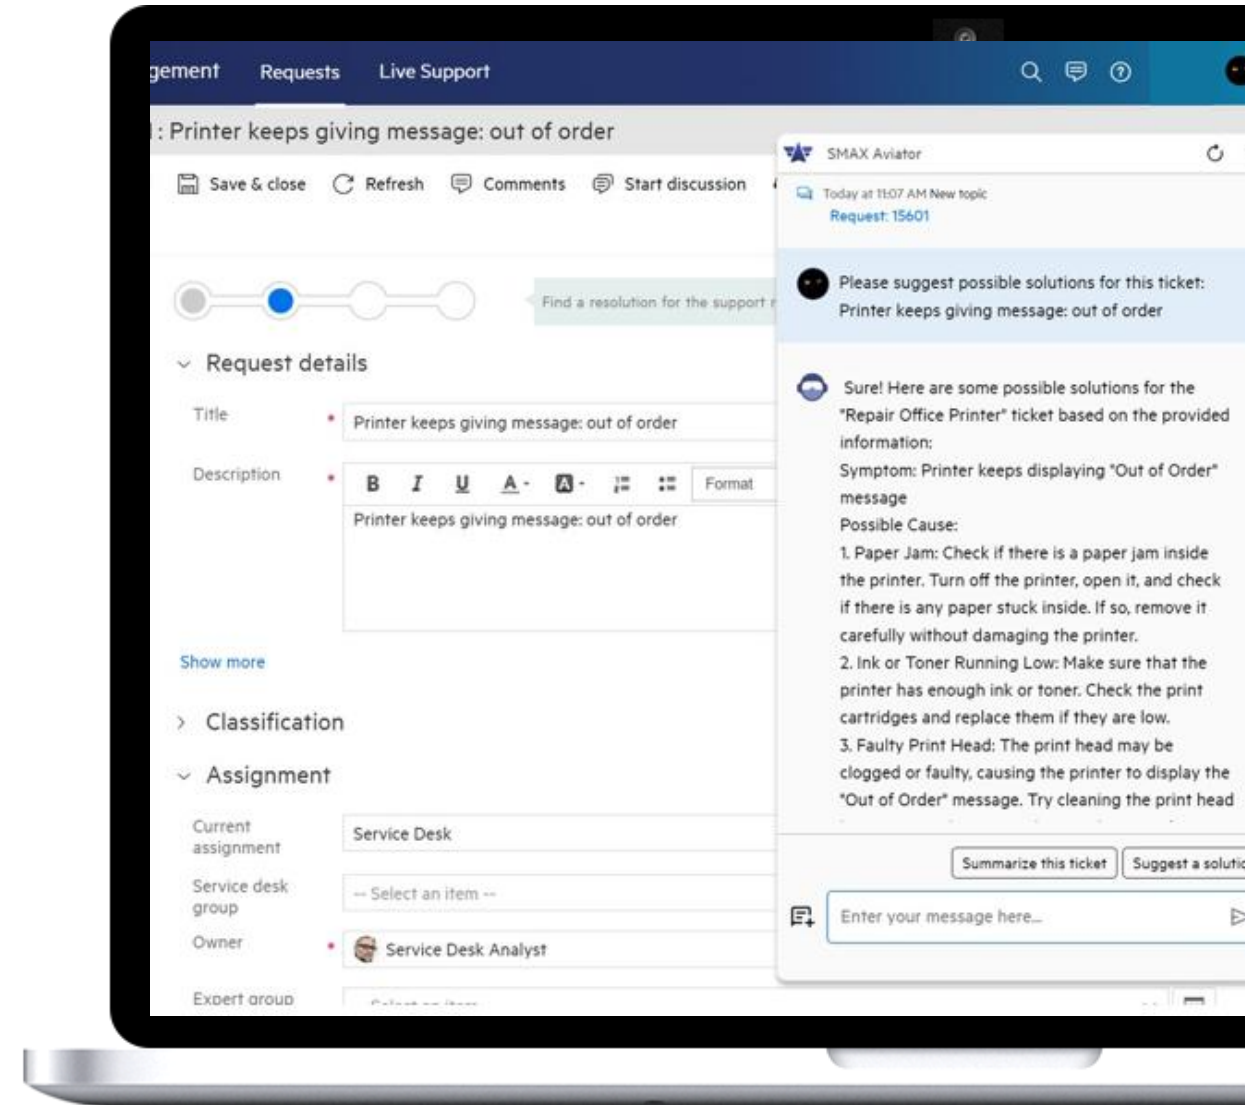 gement Requests Live Support
: Printer keeps giving message: out of order
Save & close Refresh Comments Start discussion
Find a resolution for the support
Request details
Title * Printer keeps giving message: out of order
Description * B I U A A Format
Printer keeps giving message: out of order
Show more
Classification
Assignment
Current
assignment
Service Desk
Service desk
group
-- Select an item --
Owner * Service Desk Analyst
Expert group
SMAX Aviator
Today at 11:07 AM New topic
Request: 15601
Please suggest possible solutions for this ticket:
Printer keeps giving message: out of order
Sure! Here are some possible solutions for the
"Repair Office Printer" ticket based on the provided
information:
Symptom: Printer keeps displaying "Out of Order"
message
Possible Cause:
1. Paper Jam: Check if there is a paper jam inside
the printer. Turn off the printer, open it, and check
if there is any paper stuck inside. If so, remove it
carefully without damaging the printer.
2. Ink or Toner Running Low: Make sure that the
printer has enough ink or toner. Check the print
cartridges and replace them if they are low.
3. Faulty Print Head: The print head may be
clogged or faulty, causing the printer to display the
"Out of Order" message. Try cleaning the print head
Summarize this ticket Suggest a solutio
Enter your message here...